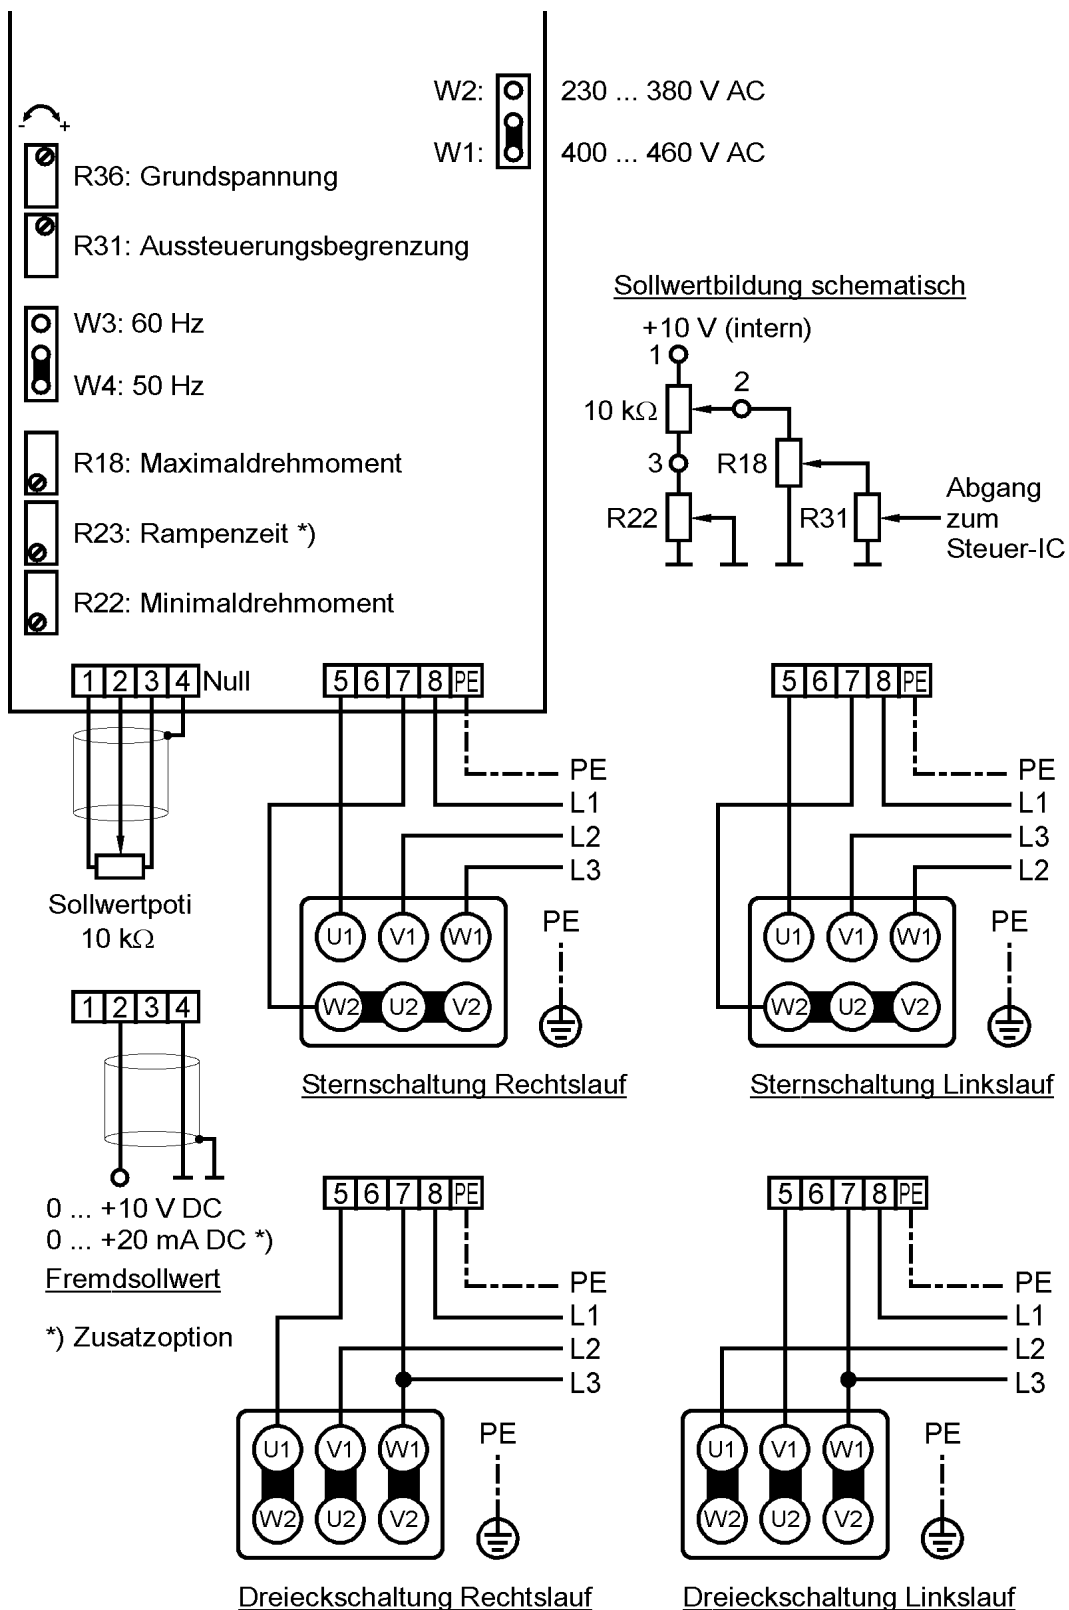 W2: 230 ... 380 V AC
W1: 400 ... 460 V AC
- +
R36: Grundspannung
R31: Aussteuerungsbegrenzung
W3: 60 Hz
W4: 50 Hz
R18: Maximaldrehmoment
R23: Rampenzeit *)
R22: Minimaldrehmoment
Sollwertbildung schematisch
+10 V (intern)
1
2
10 kΩ
3
R18
R22
R31
Abgang
zum
Steuer-IC
1 2 3 4 Null
Sollwertpoti
10 kΩ
5 6 7 8 PE
PE
L1
L2
L3
U1 V1 W1
W2 U2 V2
PE
Sternschaltung Rechtslauf
5 6 7 8 PE
PE
L1
L3
L2
U1 V1 W1
W2 U2 V2
PE
Sternschaltung Linkslauf
1 2 3 4
0 ... +10 V DC
0 ... +20 mA DC *)
Fremdsollwert
*) Zusatzoption
5 6 7 8 PE
PE
L1
L2
L3
U1 V1 W1
W2 U2 V2
PE
Dreieckschaltung Rechtslauf
5 6 7 8 PE
PE
L1
L2
L3
U1 V1 W1
W2 U2 V2
PE
Dreieckschaltung Linkslauf